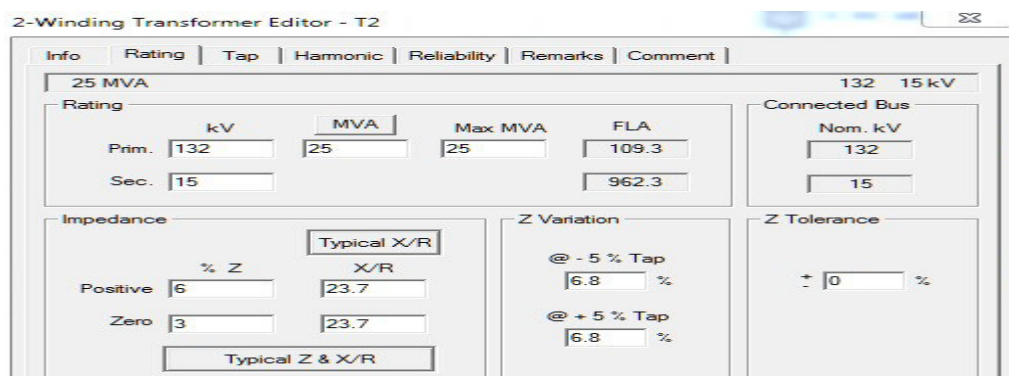 2-Winding Transformer Editor - T2
Info Rating Tap Harmonic Reliability Remarks Comment
25 MVA 132 15 kV
Rating Connected Bus
kV MVA Max MVA FLA Nom. kV
Prim. 132 25 25 109.3 132
Sec. 15 962.3 15
Impedance Z Variation Z Tolerance
Typical X/R
@ - 5 % Tap
% Z X/R
Positive 6 23.7 6.8 % ± 0 %
Zero 3 23.7 @ + 5 % Tap
6.8 %
Typical Z & X/R